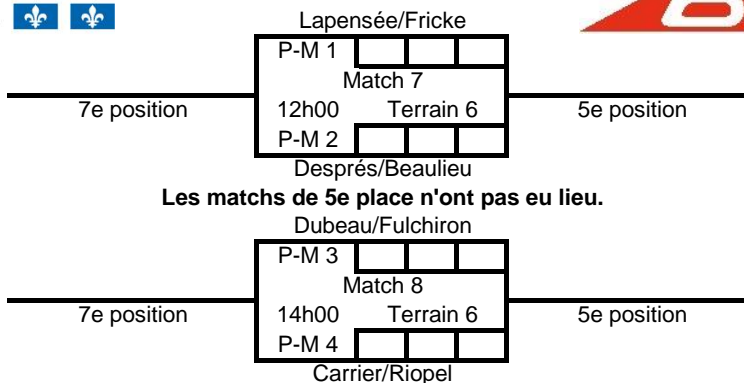 Lapensée/Fricke
P-M 1
Match 7
7e position 12h00 Terrain 6 5e position
P-M 2
Després/Beaulieu
Les matchs de 5e place n'ont pas eu lieu.
Dubeau/Fulchiron
P-M 3
Match 8
7e position 14h00 Terrain 6 5e position
P-M 4
Carrier/Riopel